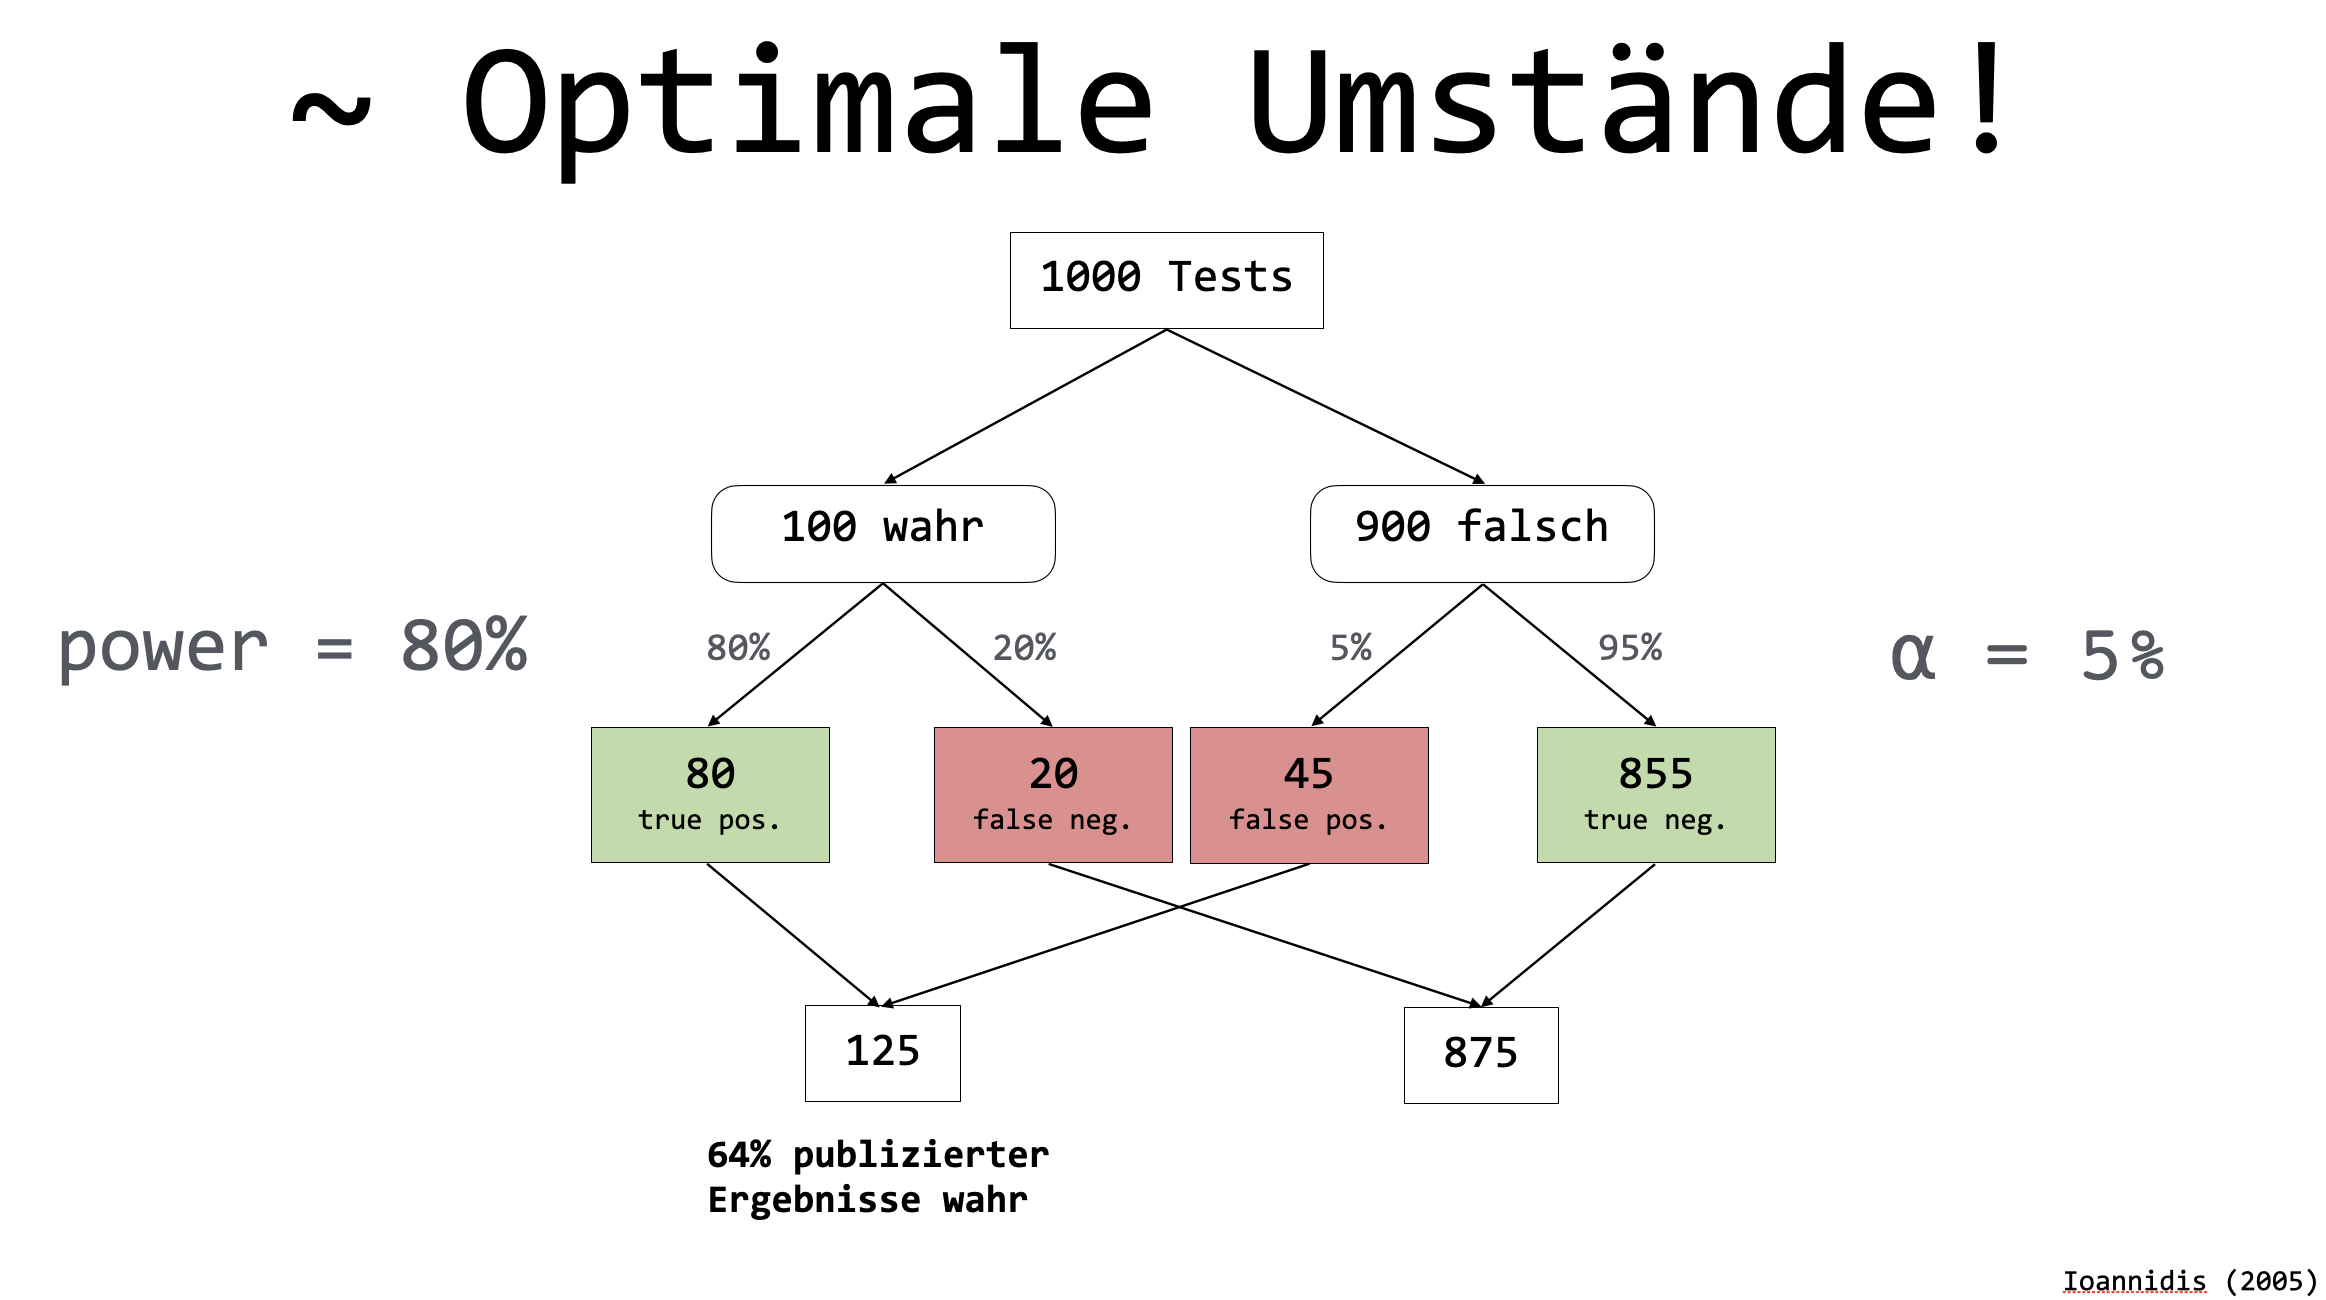 ~ Optimale Umstände!
1000 Tests
100 wahr
900 falsch
power = 80%
80%
20%
5%
95%
α = 5%
80
true pos.
20
false neg.
45
false pos.
855
true neg.
125
875
64% publizierter
Ergebnisse wahr
Ioannidis (2005)